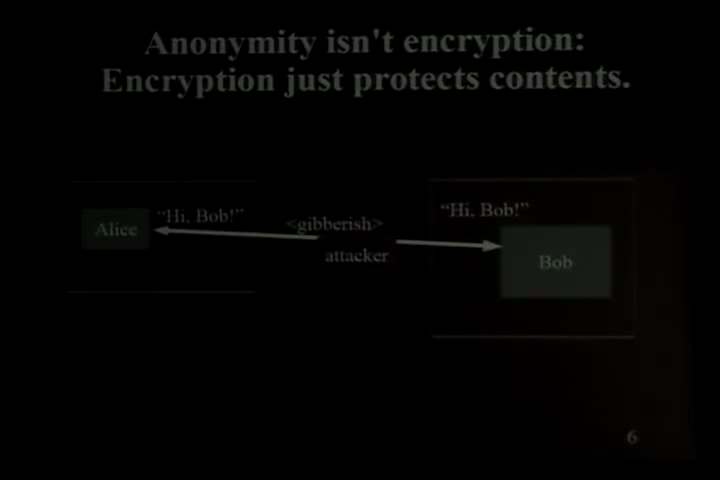 Anonymity isn't encryption:
Encryption just protects contents.
"Hi, Bob!"
"Hi, Bob!"
<gibberish>
Alice
attacker
Bob
6